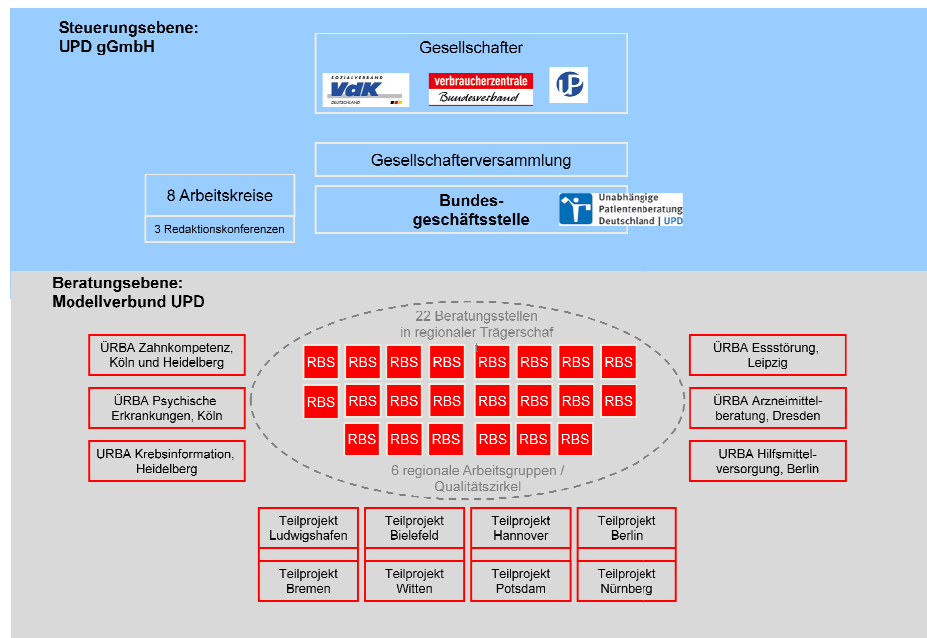 Steuerungsebene:
UPD gGmbH
Gesellschafter
SOZIALVERBAND
VdK
DEUTSCHLAND
verbraucherzentrale
Bundesverband
UP
Gesellschafterversammlung
8 Arbeitskreise
3 Redaktionskonferenzen
Bundes-
geschäftsstelle
Unabhängige
Patientenberatung
Deutschland | UPD
Beratungsebene:
Modellverbund UPD
22 Beratungsstellen
in regionaler Trägerschaf
ÜRBA Zahnkompetenz,
Köln und Heidelberg
ÜRBA Psychische
Erkrankungen, Köln
URBA Krebsinformation,
Heidelberg
RBS RBS RBS RBS RBS RBS RBS RBS
RBS RBS RBS RBS RBS RBS RBS RBS
RBS RBS RBS RBS RBS RBS
6 regionale Arbeitsgruppen /
Qualitätszirkel
ÜRBA Essstörung,
Leipzig
ÜRBA Arzneimittel-
beratung, Dresden
URBA Hilfsmittel-
versorgung, Berlin
Teilprojekt
Ludwigshafen
Teilprojekt
Bielefeld
Teilprojekt
Hannover
Teilprojekt
Berlin
Teilprojekt
Bremen
Teilprojekt
Witten
Teilprojekt
Potsdam
Teilprojekt
Nürnberg